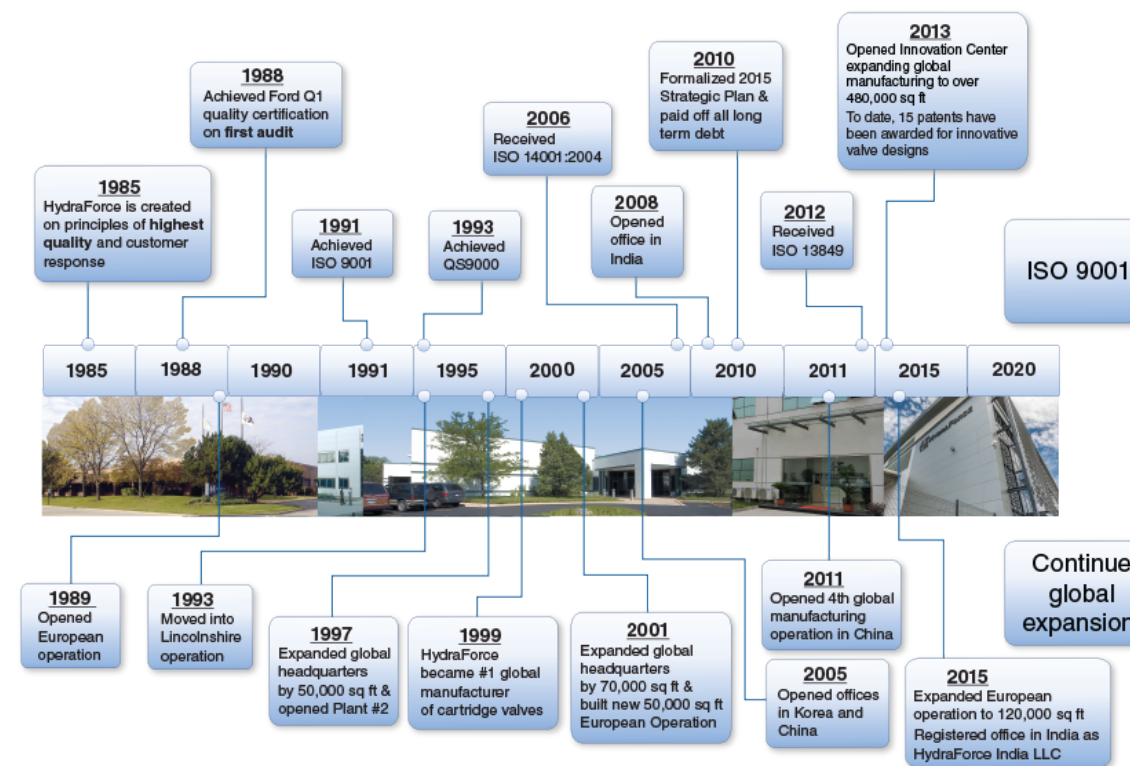 1985
HydraForce is created
on principles of highest
quality and customer
response
1988
Achieved Ford Q1
quality certification
on first audit
1991
Achieved
ISO 9001
1993
Achieved
QS9000
2006
Received
ISO 14001:2004
2008
Opened
office in
India
2010
Formalized 2015
Strategic Plan &
paid off all long
term debt
2012
Received
ISO 13849
2013
Opened Innovation Center
expanding global
manufacturing to over
480,000 sq ft
To date, 15 patents have
been awarded for innovative
valve designs
ISO 9001
1985 1988 1990 1991 1995 2000 2005 2010 2011 2015 2020
1989
Opened
European
operation
1993
Moved into
Lincolnshire
operation
1997
Expanded global
headquarters
by 50,000 sq ft &
opened Plant #2
1999
HydraForce
became #1 global
manufacturer
of cartridge valves
2001
Expanded global
headquarters
by 70,000 sq ft &
built new 50,000 sq ft
European Operation
2005
Opened offices
in Korea and
China
2011
Opened 4th global
manufacturing
operation in China
2015
Expanded European
operation to 120,000 sq ft
Registered office in India as
HydraForce India LLC
Continue
global
expansion